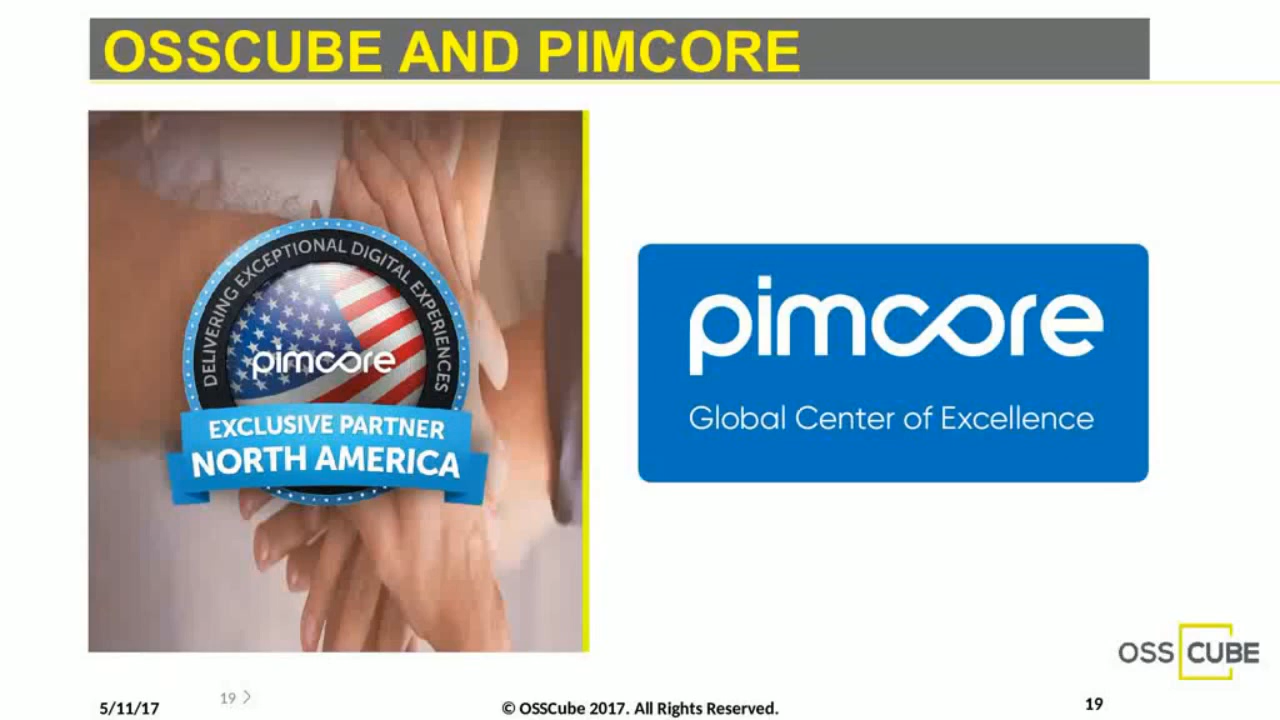 OSSCUBE AND PIMCORE
DELIVERING EXCEPTIONAL DIGITAL EXPERIENCES
pimcore
EXCLUSIVE PARTNER
NORTH AMERICA
pimcore
Global Center of Excellence
OSS CUBE
5/11/17
19 >
© OSSCube 2017. All Rights Reserved.
19